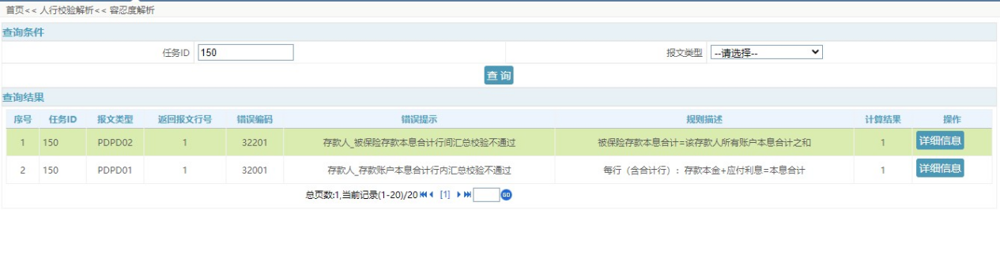 首页<< 人行校验解析<< 容忍度解析
查询条件
任务ID 150 报文类型 --请选择--
查 询
查询结果
序号 任务ID 报文类型 返回报文行号 错误编码 错误提示 规则描述 计算结果 操作
1 150 PDPD02 1 32201 存款人_被保险存款本息合计行间汇总校验不通过 被保险存款本息合计=该存款人所有账户本息合计之和 1 详细信息
2 150 PDPD01 1 32001 存款人_存款账户本息合计行内汇总校验不通过 每行（含合计行）：存款本金+应付利息=本息合计 1 详细信息
总页数:1,当前记录(1-20)/20 [1] GO